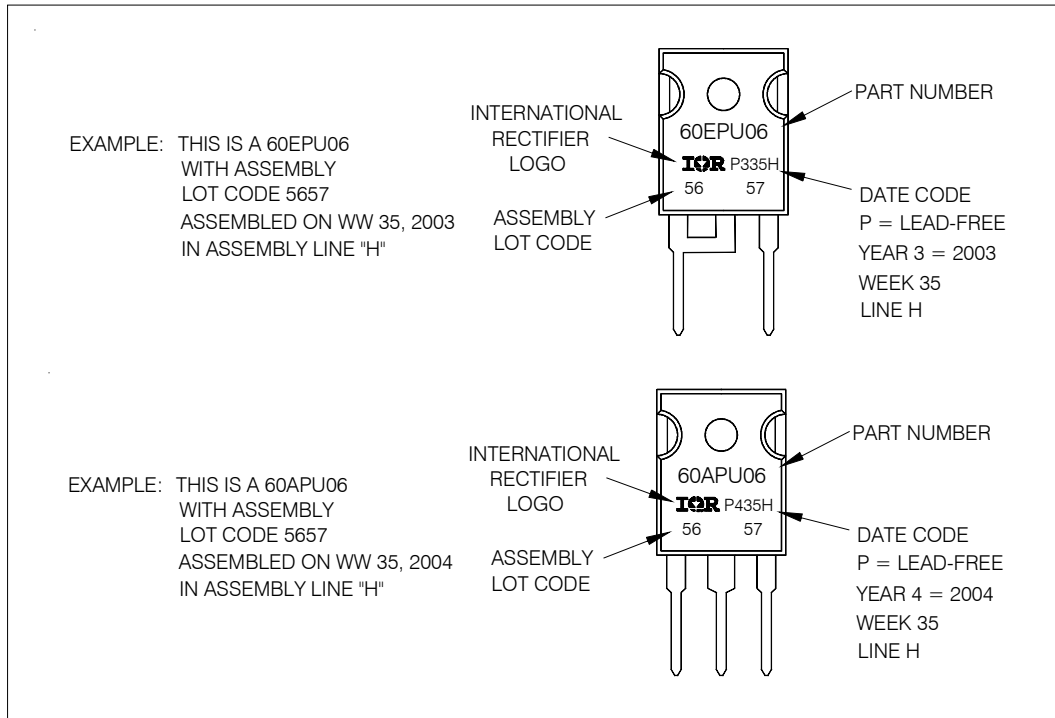 EXAMPLE: THIS IS A 60EPU06
WITH ASSEMBLY
LOT CODE 5657
ASSEMBLED ON WW 35, 2003
IN ASSEMBLY LINE "H"
INTERNATIONAL
RECTIFIER
LOGO
ASSEMBLY
LOT CODE
60EPU06
IOR P335H
56 57
PART NUMBER
DATE CODE
P = LEAD-FREE
YEAR 3 = 2003
WEEK 35
LINE H
EXAMPLE: THIS IS A 60APU06
WITH ASSEMBLY
LOT CODE 5657
ASSEMBLED ON WW 35, 2004
IN ASSEMBLY LINE "H"
INTERNATIONAL
RECTIFIER
LOGO
ASSEMBLY
LOT CODE
60APU06
IOR P435H
56 57
PART NUMBER
DATE CODE
P = LEAD-FREE
YEAR 4 = 2004
WEEK 35
LINE H